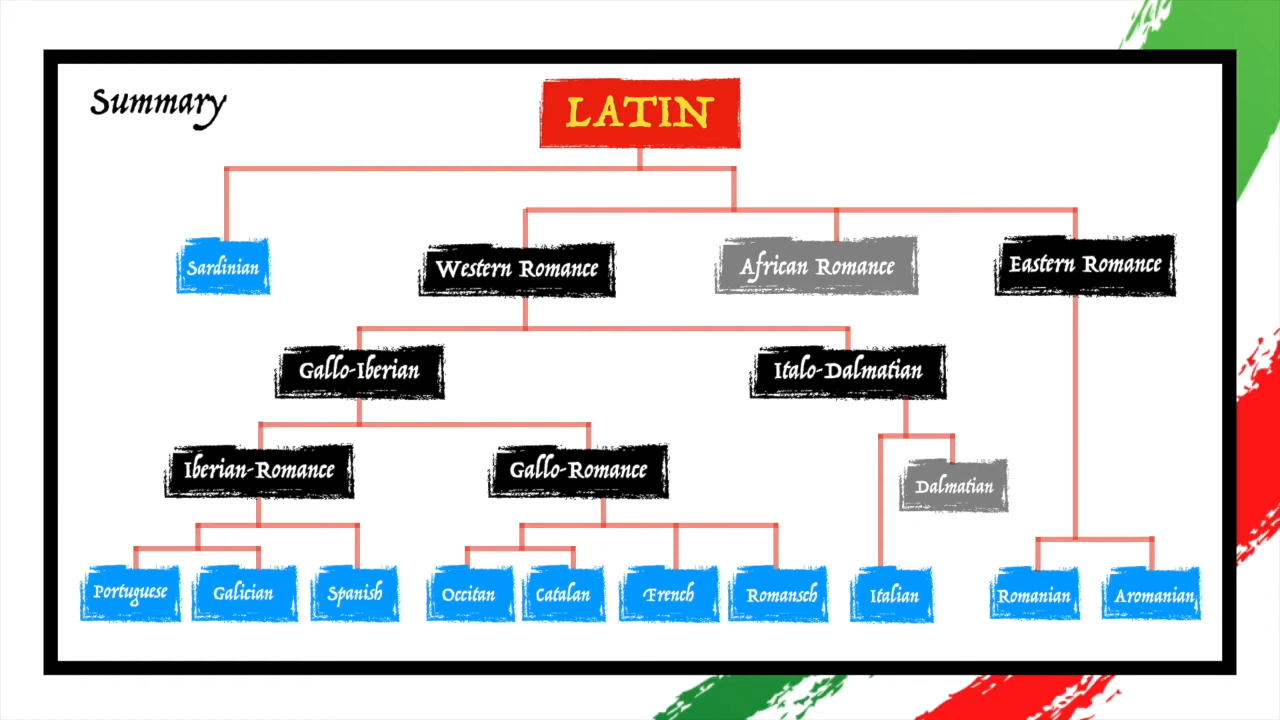 Summary
LATIN
Sardinian
Western Romance
African Romance
Eastern Romance
Gallo-Iberian
Italo-Dalmatian
Iberian-Romance
Gallo-Romance
Dalmatian
Portuguese
Galician
Spanish
Occitan
Catalan
French
Romansch
Italian
Romanian
Aromanian